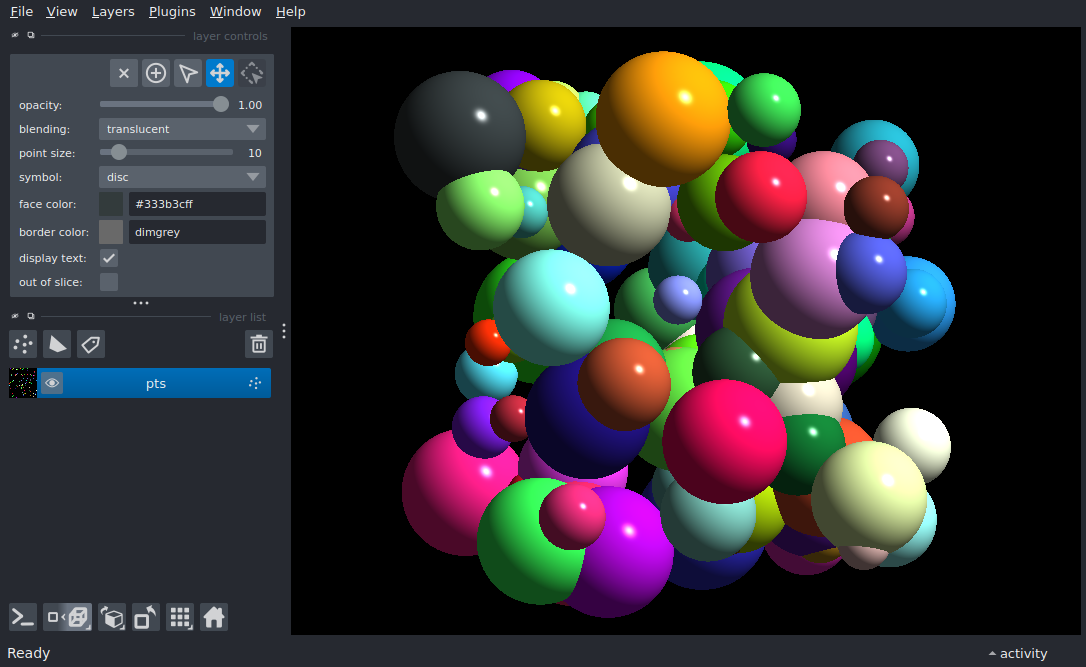 File View Layers Plugins Window Help
layer controls
opacity: 1.00
blending: translucent
point size: 10
symbol: disc
face color: #333b3cff
border color: dimgrey
display text:
out of slice:
layer list
pts
Ready
activity